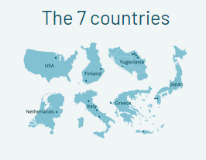 The 7 countries
USA
Finland
Yugoslavia
Japan
Netherlands
Italy
Greece